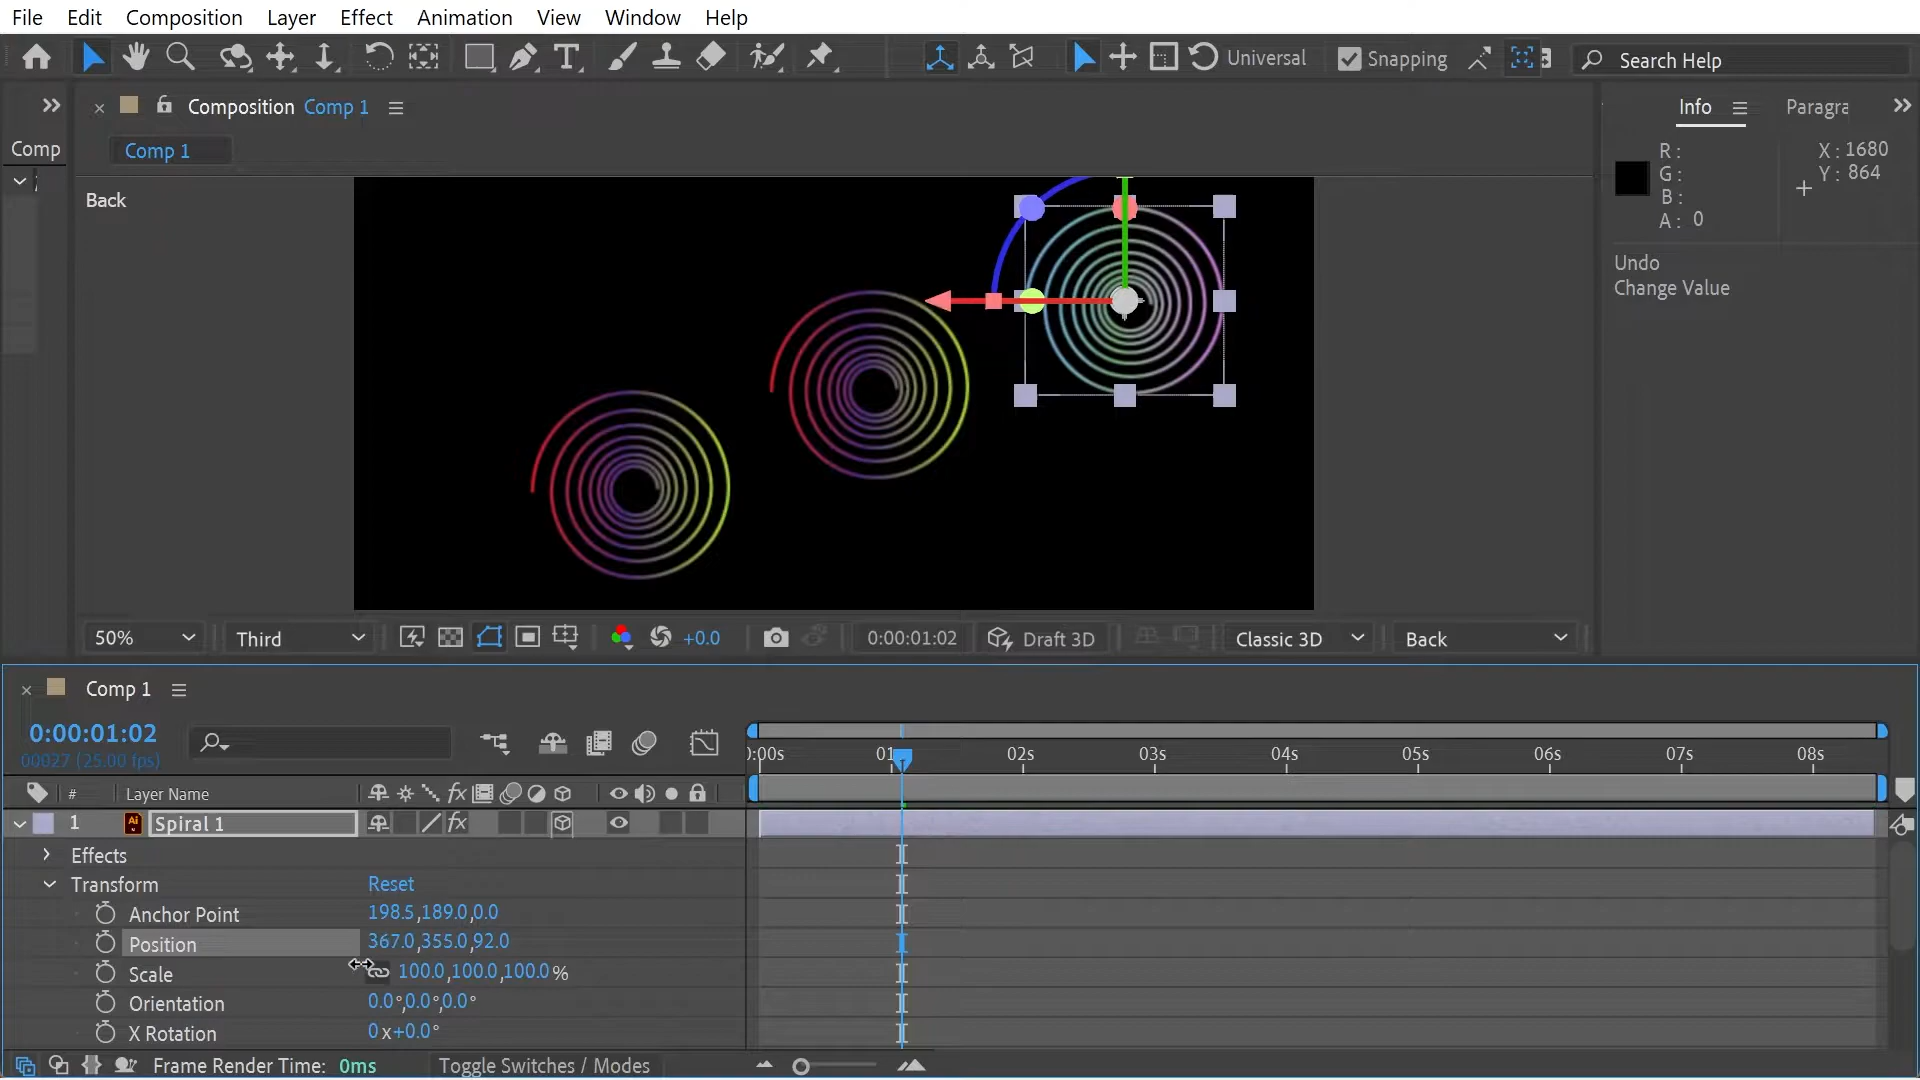 File Edit Composition Layer Effect Animation View Window Help
Universal Snapping Search Help
Composition Comp 1
Info Paragra
Comp
Comp 1
Back
R :
G :
B :
A : 0
X : 1680
Y : 864
Undo
Change Value
50% Third +0.0 0:00:01:02 Draft 3D Classic 3D Back
Comp 1
0:00:01:02
00027 (25.00 fps)
0:00s 01 02s 03s 04s 05s 06s 07s 08s
# Layer Name fx
1 Ai Spiral 1 fx
Effects
Transform Reset
Anchor Point 198.5,189.0,0.0
Position 367.0,355.0,92.0
Scale 100.0,100.0,100.0%
Orientation 0.0°,0.0°,0.0°
X Rotation 0x+0.0°
Frame Render Time: 0ms Toggle Switches / Modes